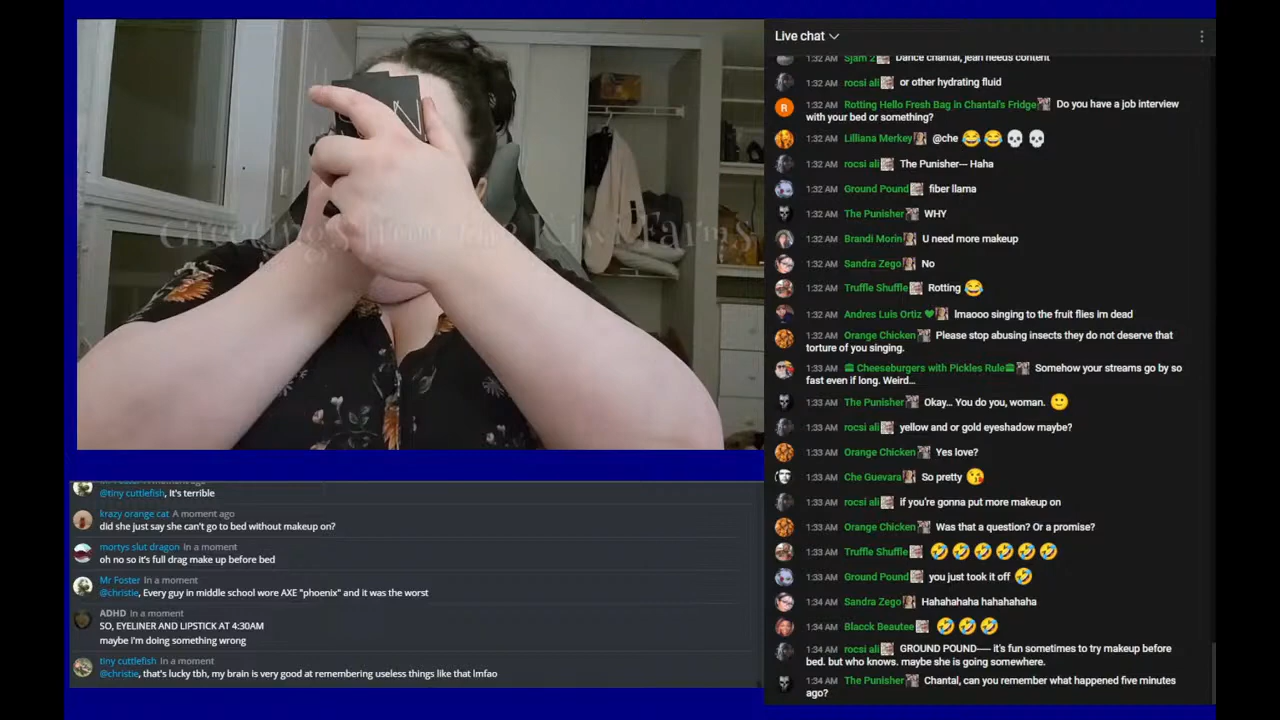 Greetings from the Kiwi Farms
@tiny cuttlefish, It's terrible
krazy orange cat A moment ago
did she just say she can't go to bed without makeup on?
mortys slut dragon In a moment
oh no so it's full drag make up before bed
Mr Foster In a moment
@christie, Every guy in middle school wore AXE "phoenix" and it was the worst
ADHD In a moment
SO, EYELINER AND LIPSTICK AT 4:30AM
maybe i'm doing something wrong
tiny cuttlefish In a moment
@christie, that's lucky tbh, my brain is very good at remembering useless things like that lmfao
Live chat
1:32 AM Sjam 2 Dance chantal, jean needs content
1:32 AM rocsi ali or other hydrating fluid
R
1:32 AM Rotting Hello Fresh Bag in Chantal's Fridge Do you have a job interview
with your bed or something?
1:32 AM Lilliana Merkey @che 😂😂💀💀
1:32 AM rocsi ali The Punisher— Haha
1:32 AM Ground Pound fiber llama
1:32 AM The Punisher WHY
1:32 AM Brandi Morin U need more makeup
1:32 AM Sandra Zego No
1:32 AM Truffle Shuffle Rotting 😂
1:32 AM Andres Luis Ortiz 💚 lmaooo singing to the fruit flies im dead
1:32 AM Orange Chicken Please stop abusing insects they do not deserve that
torture of you singing.
1:33 AM Cheeseburgers with Pickles Rule Somehow your streams go by so
fast even if long. Weird...
1:33 AM The Punisher Okay... You do you, woman. 🙂
1:33 AM rocsi ali yellow and or gold eyeshadow maybe?
1:33 AM Orange Chicken Yes love?
1:33 AM Che Guevara So pretty 😘
1:33 AM rocsi ali if you're gonna put more makeup on
1:33 AM Orange Chicken Was that a question? Or a promise?
1:33 AM Truffle Shuffle 🤣🤣🤣🤣🤣🤣
1:33 AM Ground Pound you just took it off 🤣
1:34 AM Sandra Zego Hahahahaha hahahahaha
1:34 AM Blacck Beautee 🤣🤣🤣
1:34 AM rocsi ali GROUND POUND—- it's fun sometimes to try makeup before
bed. but who knows. maybe she is going somewhere.
1:34 AM The Punisher Chantal, can you remember what happened five minutes
ago?